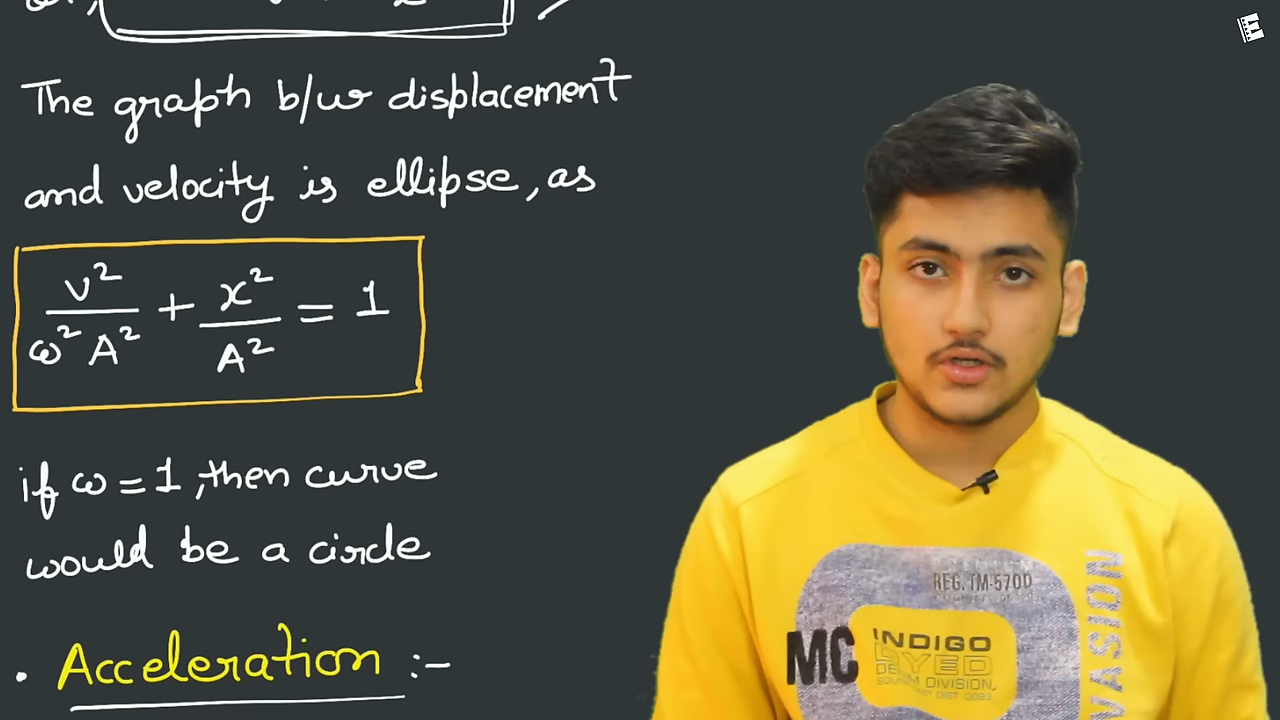 The graph b/w displacement
and velocity is ellipse, as
v²/ω²A² + x²/A² = 1
if ω = 1, then curve
would be a circle
• Acceleration :-
REG. TM-570D
MC
INDIGO
DYED
VASION